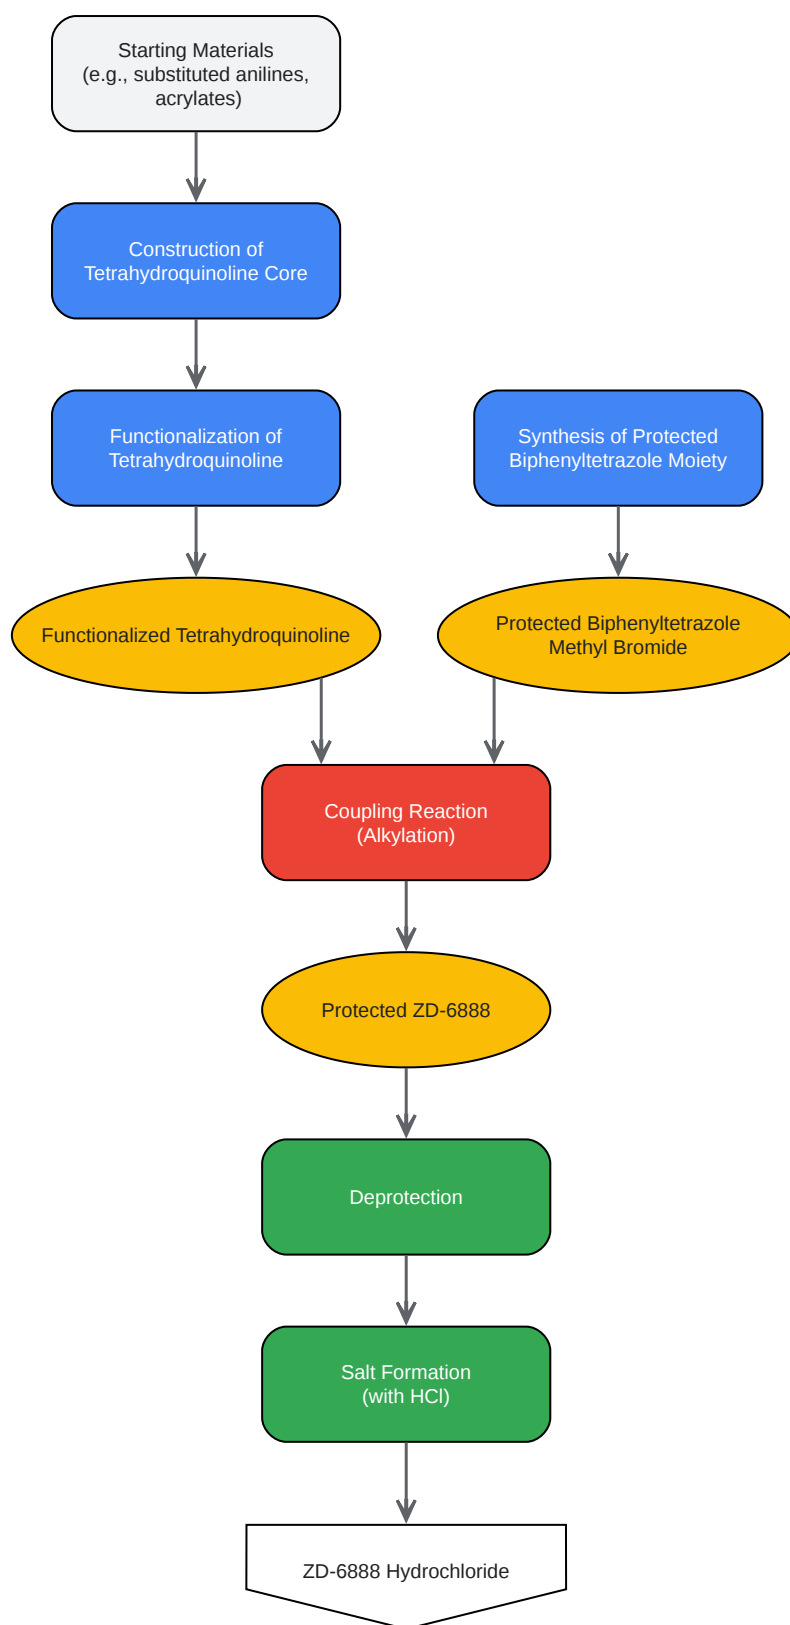 Starting Materials
(e.g., substituted anilines,
acrylates)
Construction of
Tetrahydroquinoline Core
Functionalization of
Tetrahydroquinoline
Synthesis of Protected
Biphenyltetrazole Moiety
Functionalized Tetrahydroquinoline
Protected Biphenyltetrazole
Methyl Bromide
Coupling Reaction
(Alkylation)
Protected ZD-6888
Deprotection
Salt Formation
(with HCl)
ZD-6888 Hydrochloride